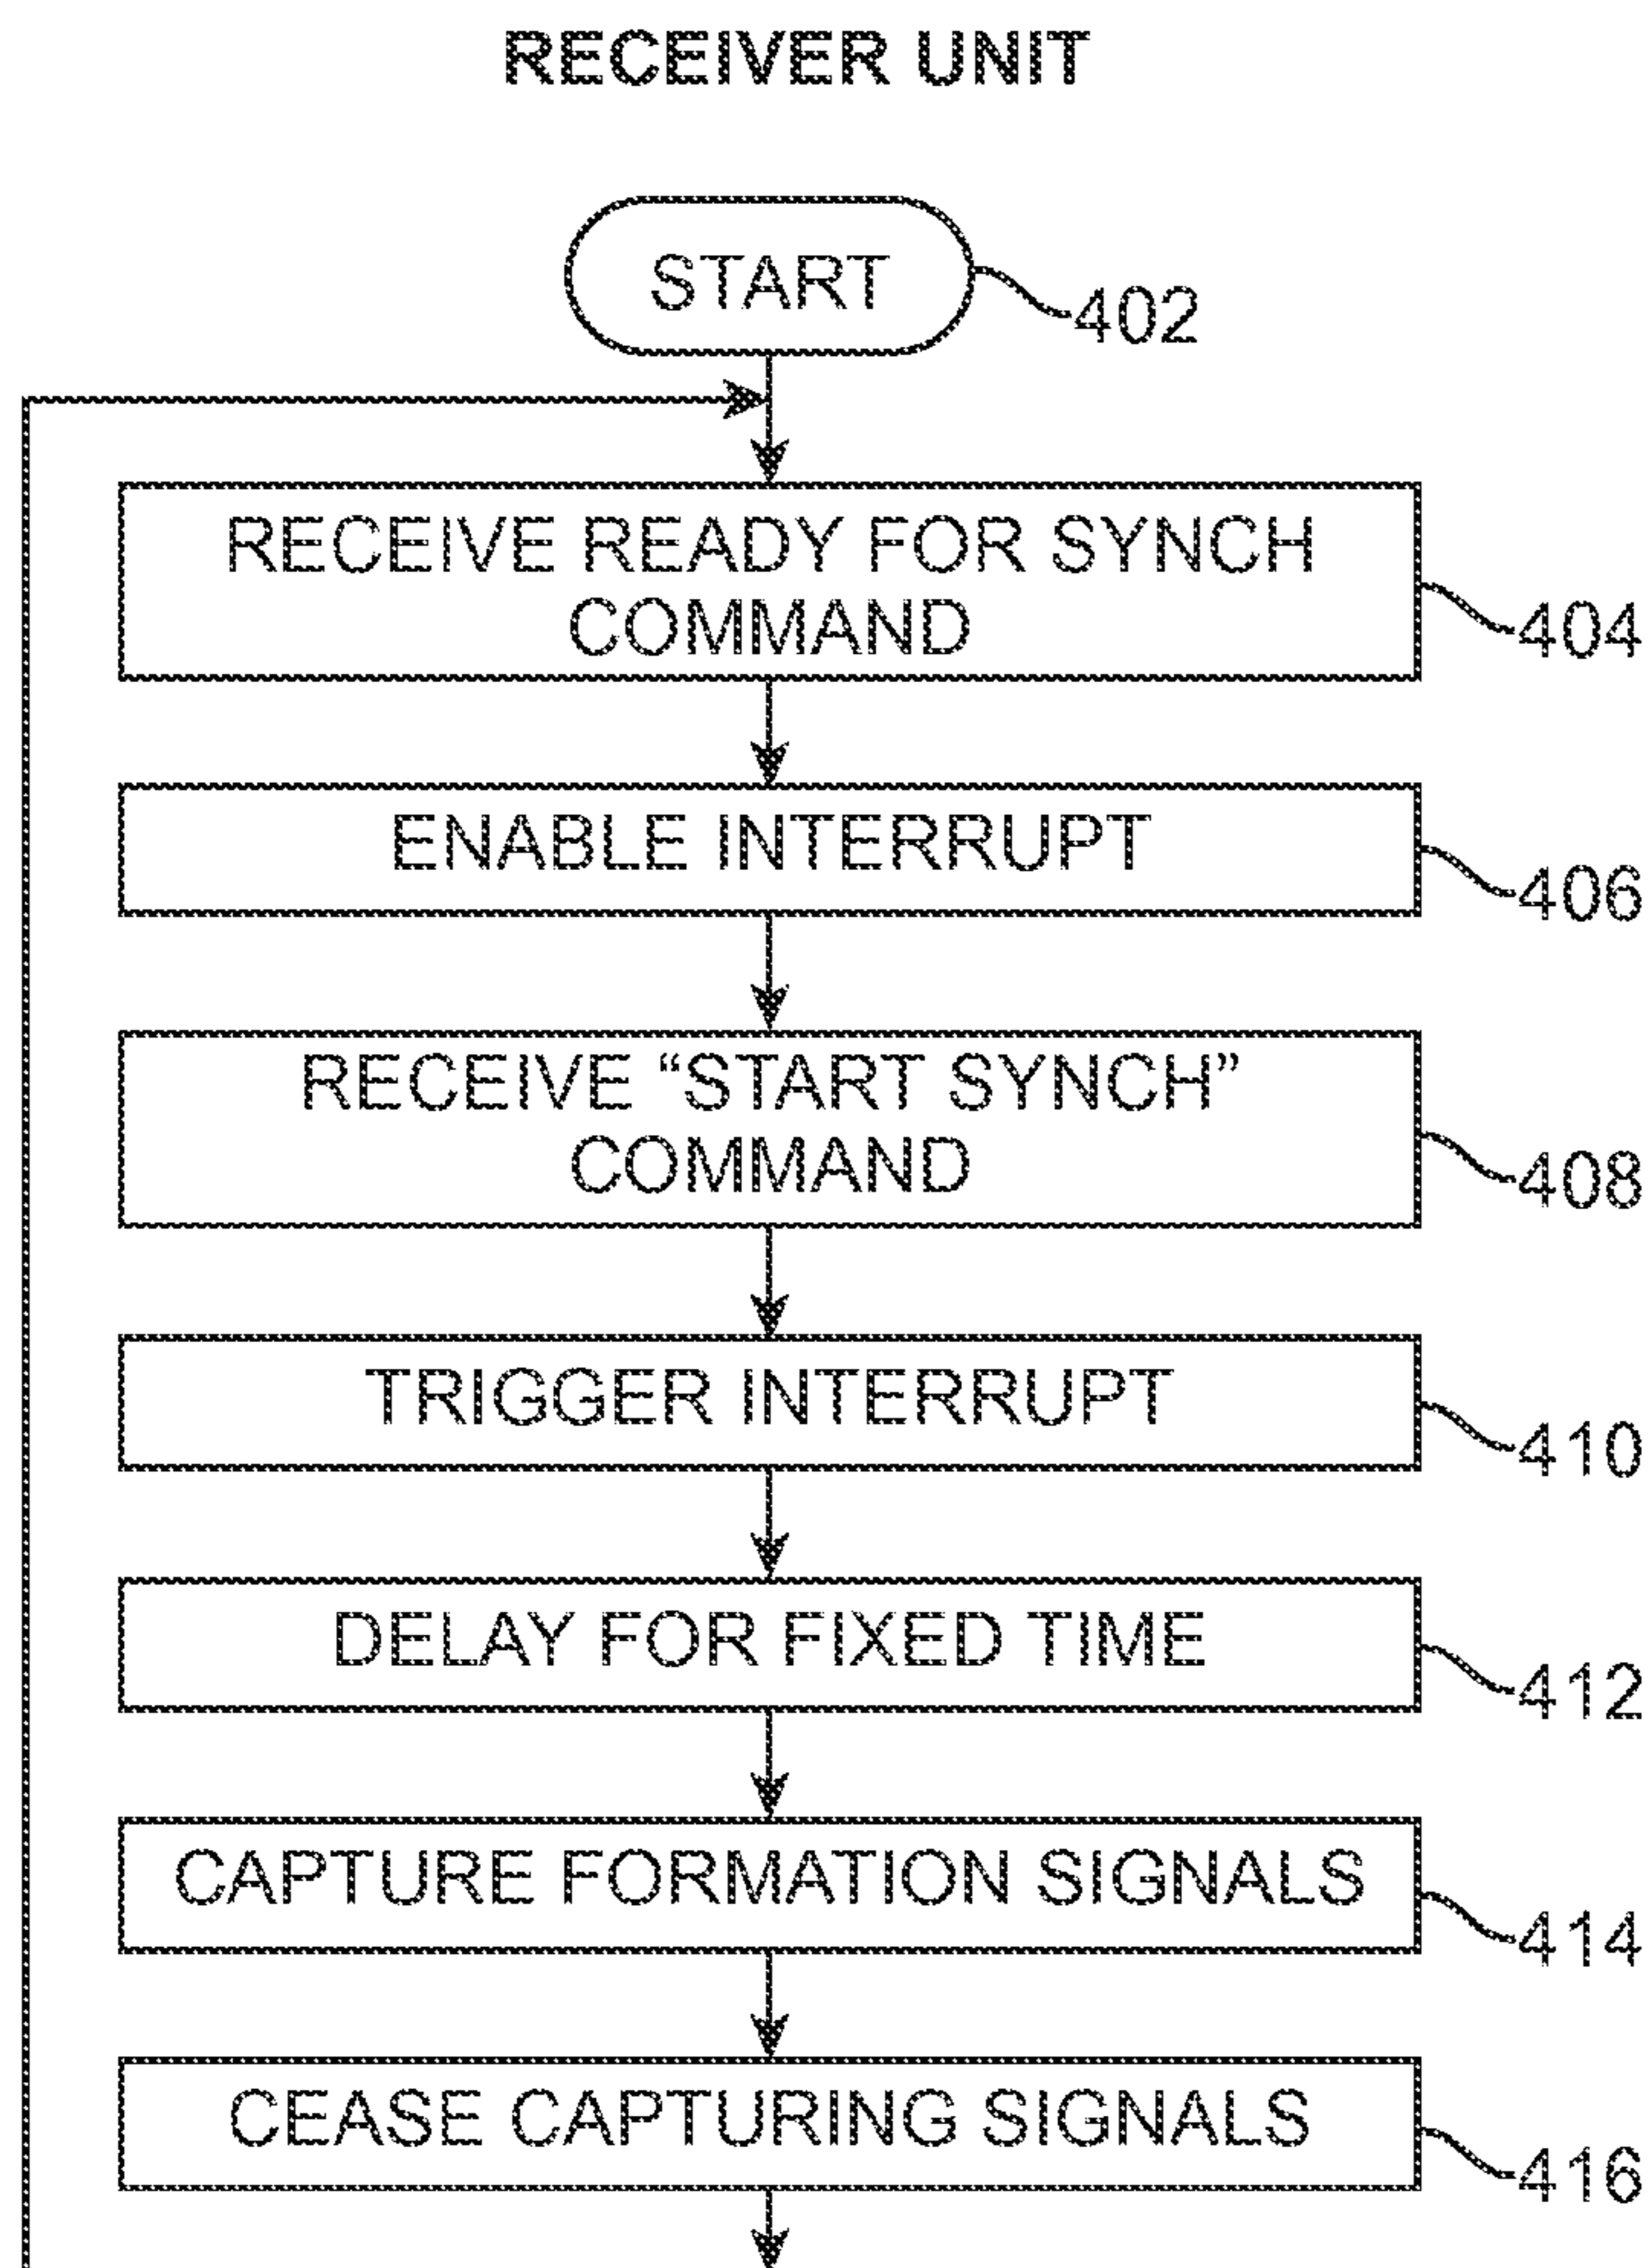 RECEIVER UNIT
START
402
RECEIVE READY FOR SYNCH
COMMAND
404
ENABLE INTERRUPT
406
RECEIVE “START SYNCH”
COMMAND
408
TRIGGER INTERRUPT
410
DELAY FOR FIXED TIME
412
CAPTURE FORMATION SIGNALS
414
CEASE CAPTURING SIGNALS
416